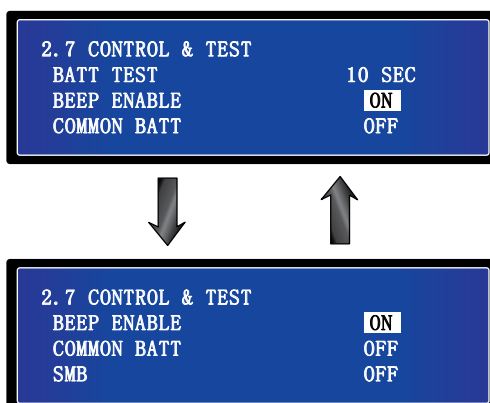 2.7 CONTROL & TEST
BATT TEST 10 SEC
BEEP ENABLE ON
COMMON BATT OFF
2.7 CONTROL & TEST
BEEP ENABLE ON
COMMON BATT OFF
SMB OFF